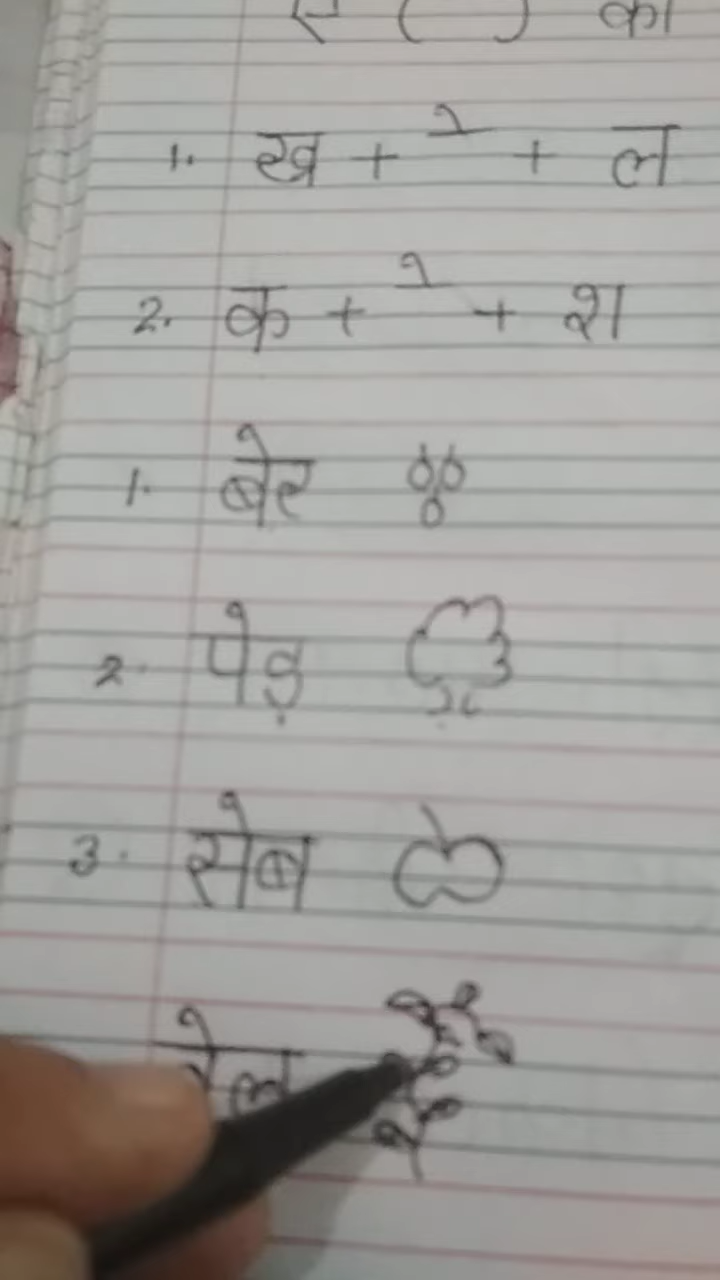 ए ( े ) की
1. ख + े + ल
2. क + े + श
1. बेर
2. पेड़
3. सेब